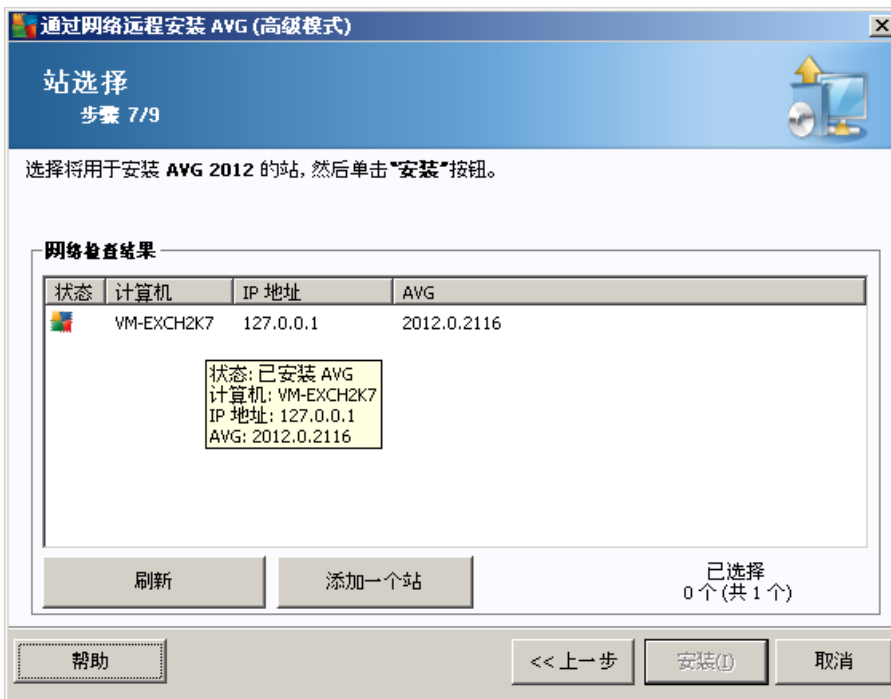 通过网络远程安装 AVG (高级模式)
站选择
步骤 7/9
选择将用于安装 AVG 2012 的站, 然后单击"安装"按钮。
网络检查结果
状态 计算机 IP 地址 AVG
VM-EXCH2K7 127.0.0.1 2012.0.2116
状态: 已安装 AVG
计算机: VM-EXCH2K7
IP 地址: 127.0.0.1
AVG: 2012.0.2116
刷新 添加一个站 已选择
0 个 (共 1 个)
帮助 << 上一步 安装(I) 取消